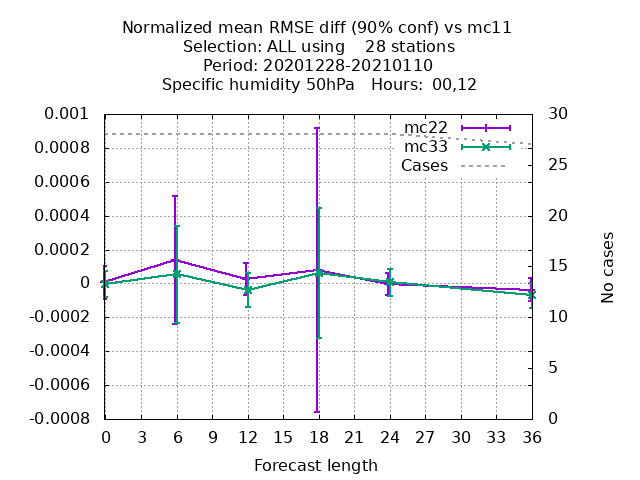 Normalized mean RMSE diff (90% conf) vs mc11
Selection: ALL using    28 stations
Period: 20201228-20210110
Specific humidity 50hPa   Hours:  00,12
mc22
mc33
Cases
0.001
0.0008
0.0006
0.0004
0.0002
0
-0.0002
-0.0004
-0.0006
-0.0008
30
25
20
15
10
5
0
No cases
0 3 6 9 12 15 18 21 24 27 30 33 36
Forecast length